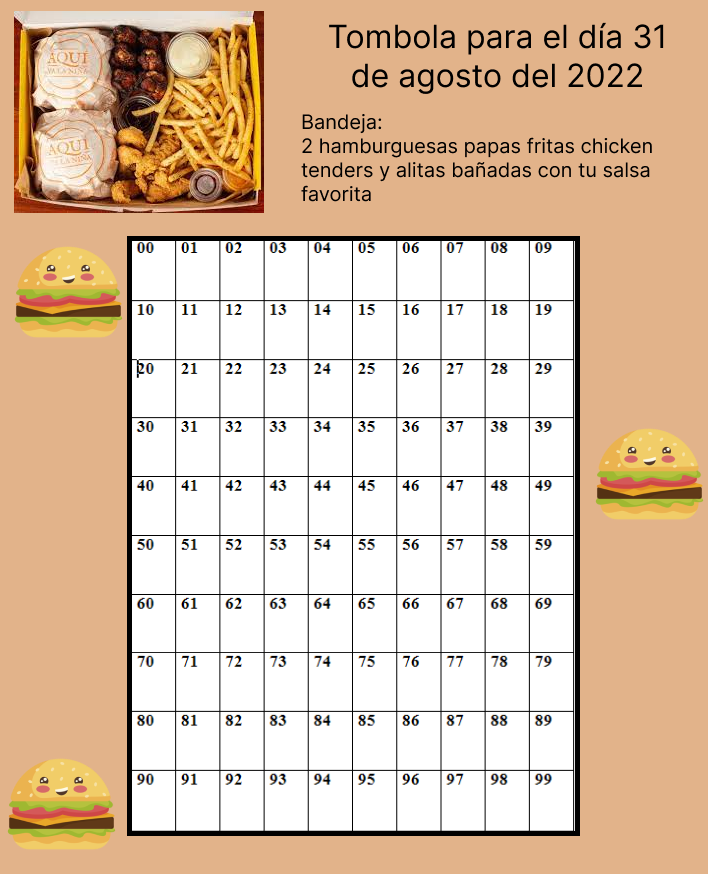 Tombola para el día 31
de agosto del 2022
Bandeja:
2 hamburguesas papas fritas chicken
tenders y alitas bañadas con tu salsa
favorita
AQUI
VA LA NIÑA
AQUI
VA LA NIÑA
00 01 02 03 04 05 06 07 08 09
10 11 12 13 14 15 16 17 18 19
20 21 22 23 24 25 26 27 28 29
30 31 32 33 34 35 36 37 38 39
40 41 42 43 44 45 46 47 48 49
50 51 52 53 54 55 56 57 58 59
60 61 62 63 64 65 66 67 68 69
70 71 72 73 74 75 76 77 78 79
80 81 82 83 84 85 86 87 88 89
90 91 92 93 94 95 96 97 98 99